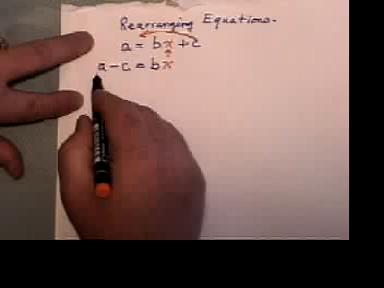 Rearranging Equations.
a = bx + c
a - c = bx